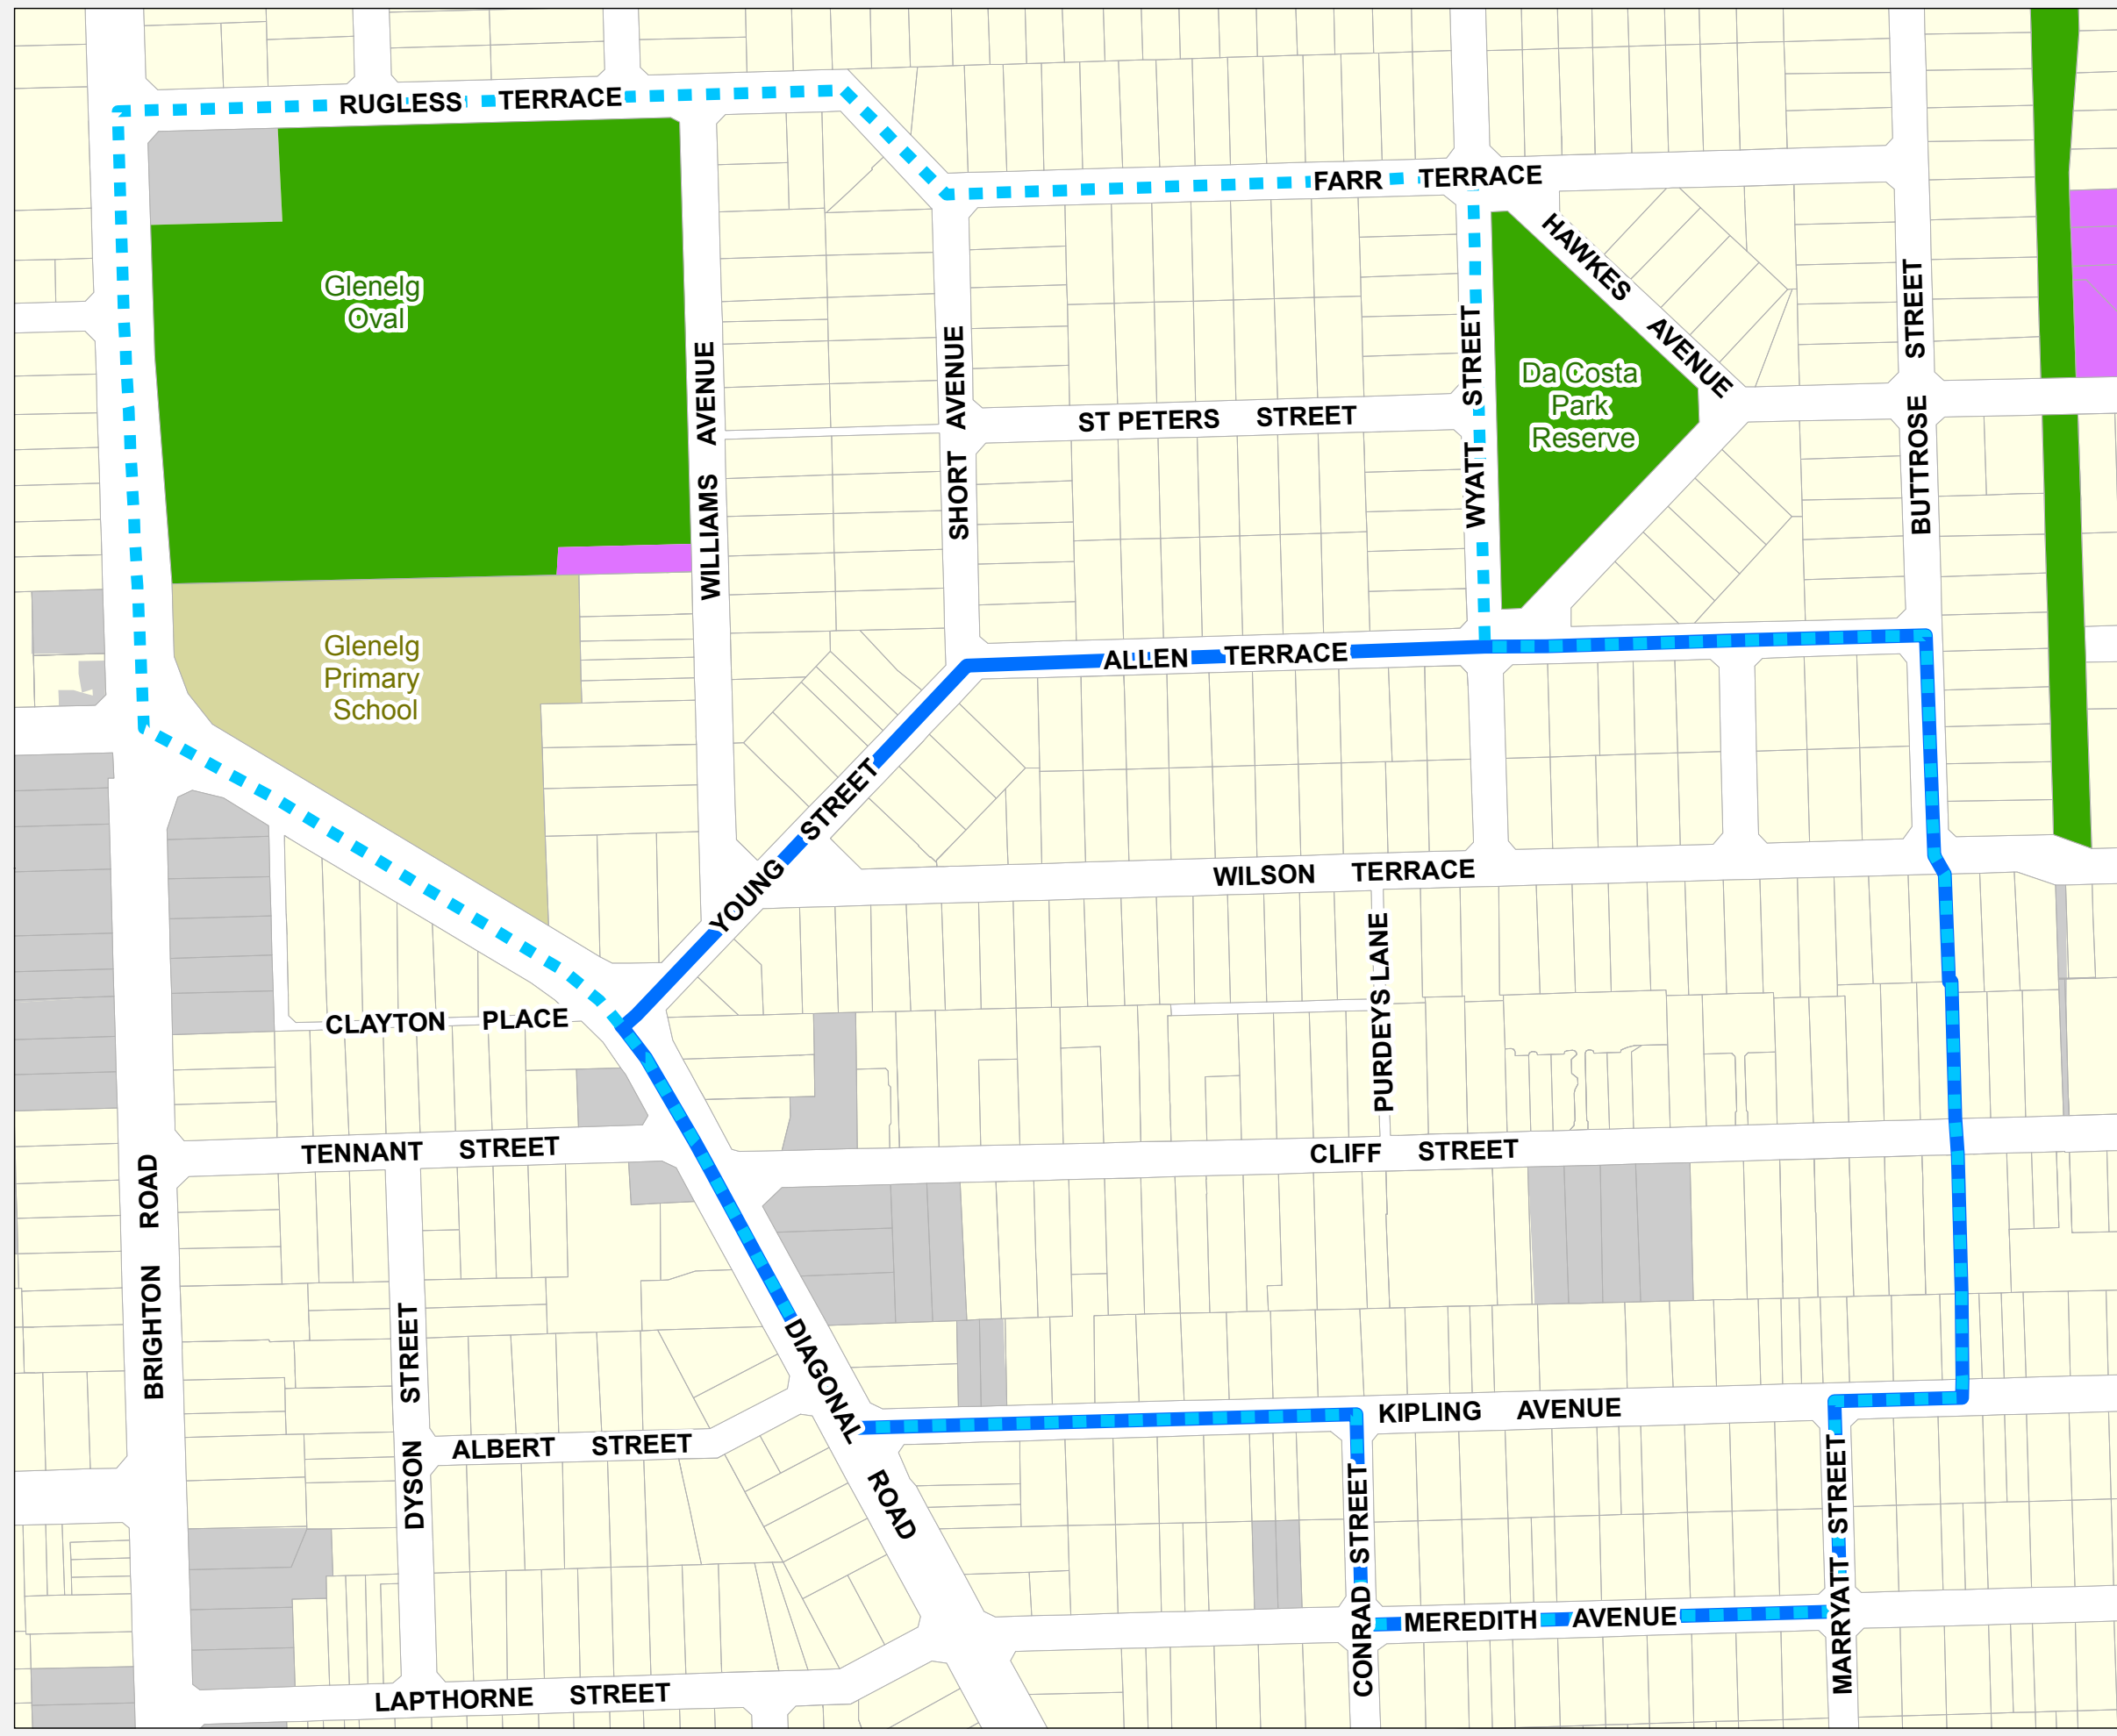 RUGLESS TERRACE
FARR TERRACE
HAWKES AVENUE
Glenelg
Oval
WILLIAMS AVENUE
SHORT AVENUE
ST PETERS STREET
WYATT STREET
Da Costa
Park
Reserve
BUTTROSE STREET
Glenelg
Primary
School
ALLEN TERRACE
YOUNG STREET
WILSON TERRACE
PURDEYS LANE
CLAYTON PLACE
TENNANT STREET
CLIFF STREET
BRIGHTON ROAD
DYSON STREET
DIAGONAL ROAD
ALBERT STREET
KIPLING AVENUE
CONRAD STREET
MARRYATT STREET
MEREDITH AVENUE
LAPTHORNE STREET